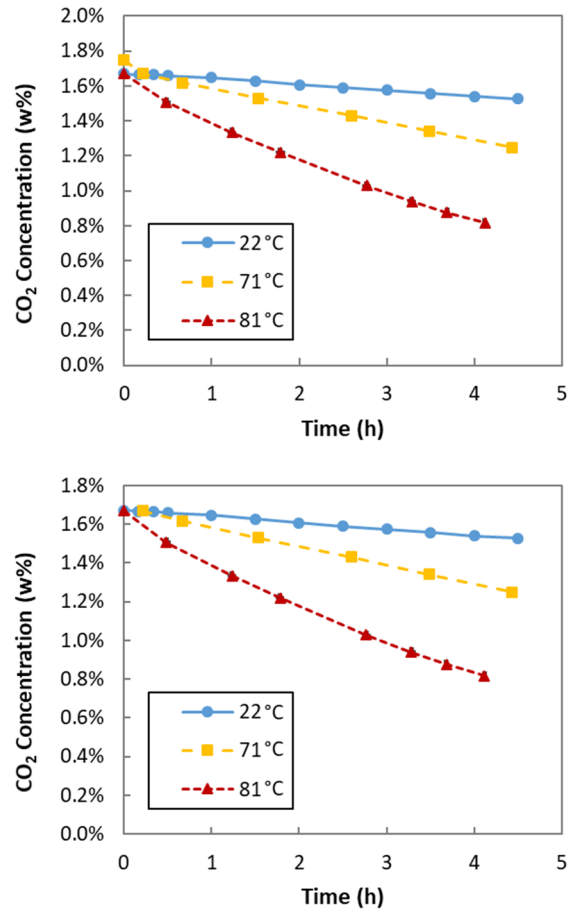 2.0%
1.8%
1.6%
1.4%
1.2%
1.0%
0.8%
0.6%
0.4%
0.2%
0.0%
CO2 Concentration (w%)
22°C
71°C
81°C
0 1 2 3 4 5
Time (h)
1.8%
1.6%
1.4%
1.2%
1.0%
0.8%
0.6%
0.4%
0.2%
0.0%
CO2 Concentration (w%)
22°C
71°C
81°C
0 1 2 3 4 5
Time (h)